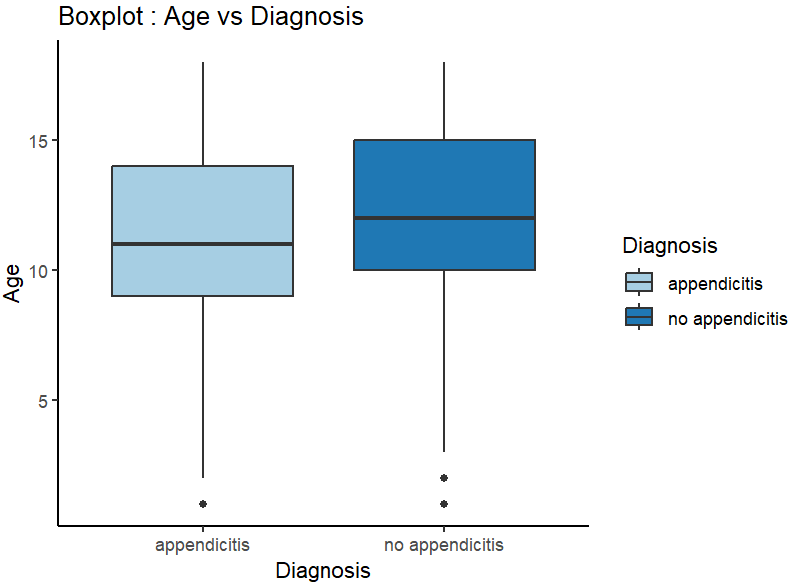 Boxplot : Age vs Diagnosis
Age
15
10
5
appendicitis
no appendicitis
Diagnosis
Diagnosis
appendicitis
no appendicitis